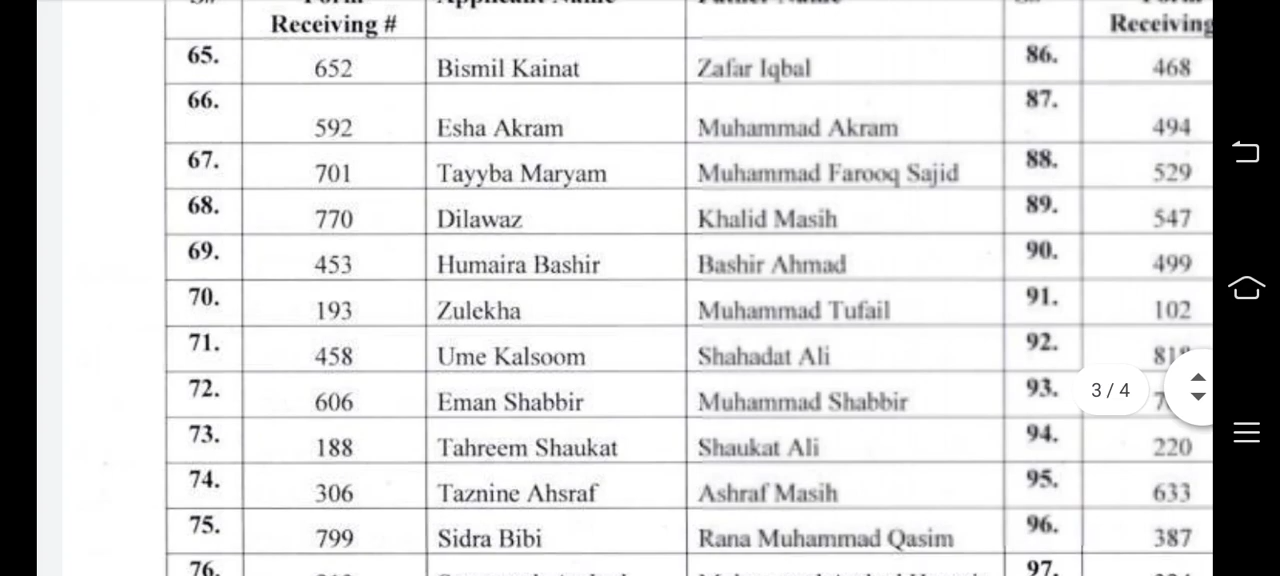 Receiving # Receiving
65. 652 Bismil Kainat Zafar Iqbal 86. 468
66. 592 Esha Akram Muhammad Akram 87. 494
67. 701 Tayyba Maryam Muhammad Farooq Sajid 88. 529
68. 770 Dilawaz Khalid Masih 89. 547
69. 453 Humaira Bashir Bashir Ahmad 90. 499
70. 193 Zulekha Muhammad Tufail 91. 102
71. 458 Ume Kalsoom Shahadat Ali 92.
72. 606 Eman Shabbir Muhammad Shabbir 93. 3 / 4
73. 188 Tahreem Shaukat Shaukat Ali 94. 220
74. 306 Taznine Ahsraf Ashraf Masih 95. 633
75. 799 Sidra Bibi Rana Muhammad Qasim 96. 387
76. 97.